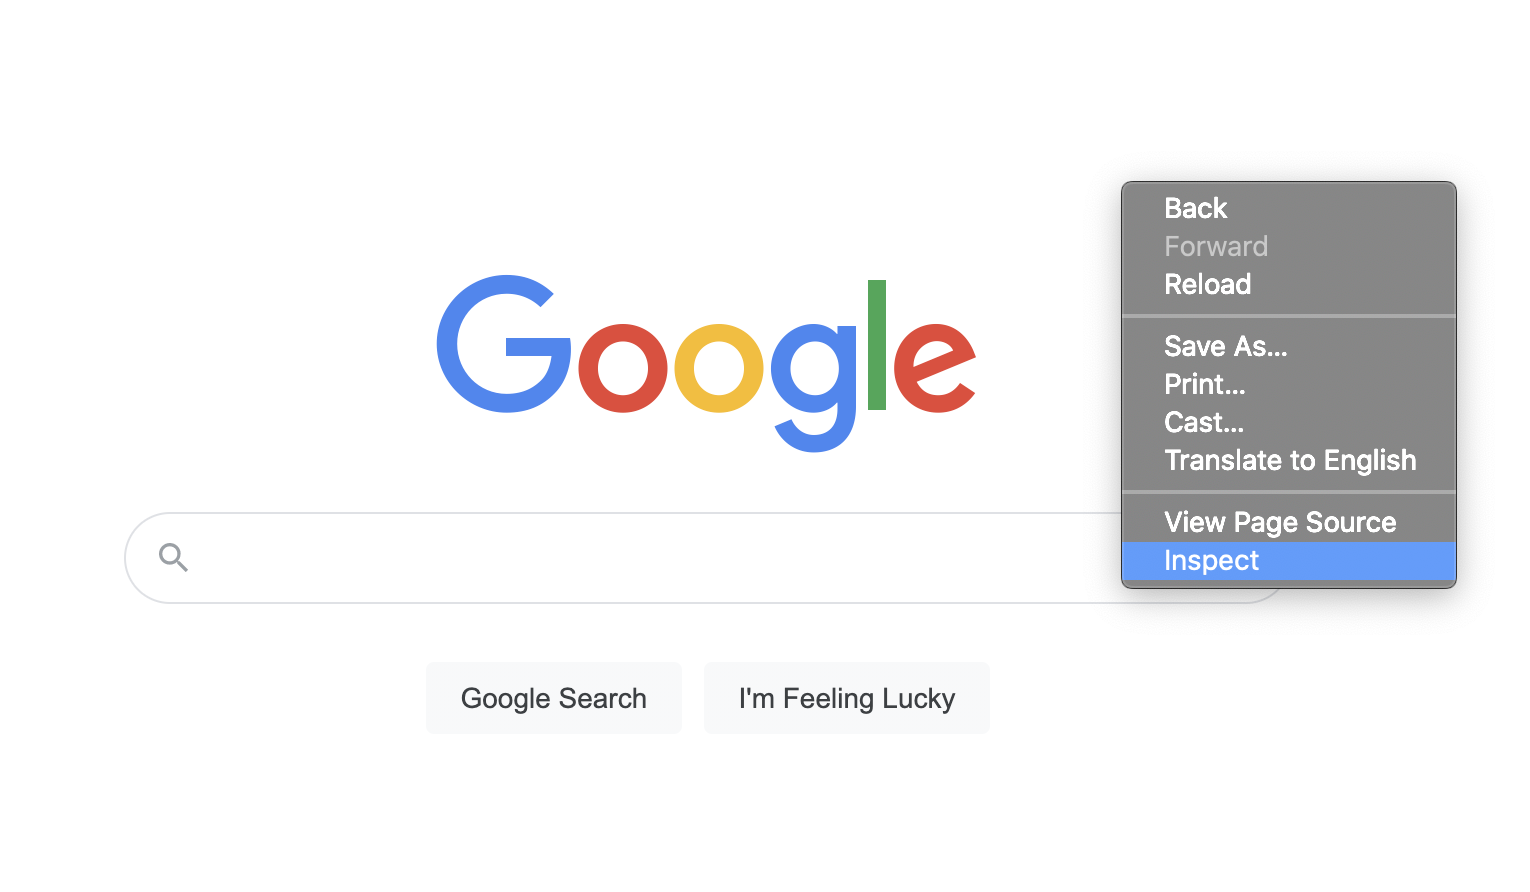 Google
Google Search
I'm Feeling Lucky
Back
Forward
Reload
Save As...
Print...
Cast...
Translate to English
View Page Source
Inspect